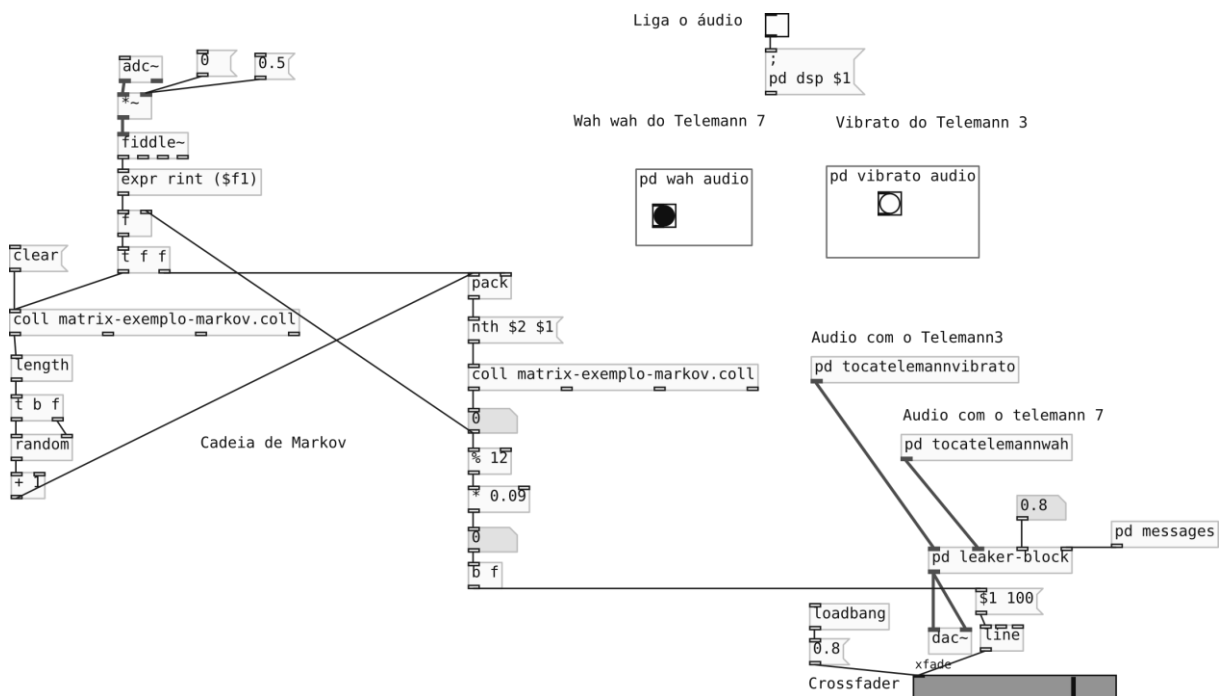 Liga o áudio
;
pd dsp $1
adc~
0
0.5
*~
fiddle~
expr rint ($f1)
f
t f f
clear
coll matrix-exemplo-markov.coll
length
t b f
random
+ 1
Cadeia de Markov
pack
nth $2 $1
coll matrix-exemplo-markov.coll
0
% 12
* 0.09
0
b f
Wah wah do Telemann 7
pd wah audio
Vibrato do Telemann 3
pd vibrato audio
Audio com o Telemann3
pd tocatelemannvibrato
Audio com o telemann 7
pd tocatelemannwah
0.8
pd messages
pd leaker-block
$1 100
dac~
line
loadbang
0.8
xfade
Crossfader